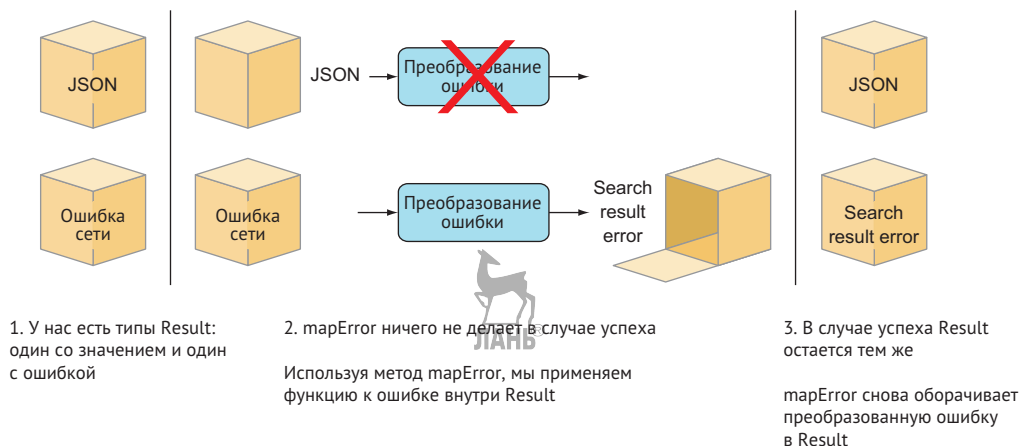 JSON
JSON
Преобразование
ошибки
JSON
Ошибка
сети
Ошибка
сети
Преобразование
ошибки
Search
result
error
Search
result error
ЛАНЬ®
1. У нас есть типы Result:
один со значением и один
с ошибкой
2. mapError ничего не делает в случае успеха
Используя метод mapError, мы применяем
функцию к ошибке внутри Result
3. В случае успеха Result
остается тем же
mapError снова оборачивает
преобразованную ошибку
в Result